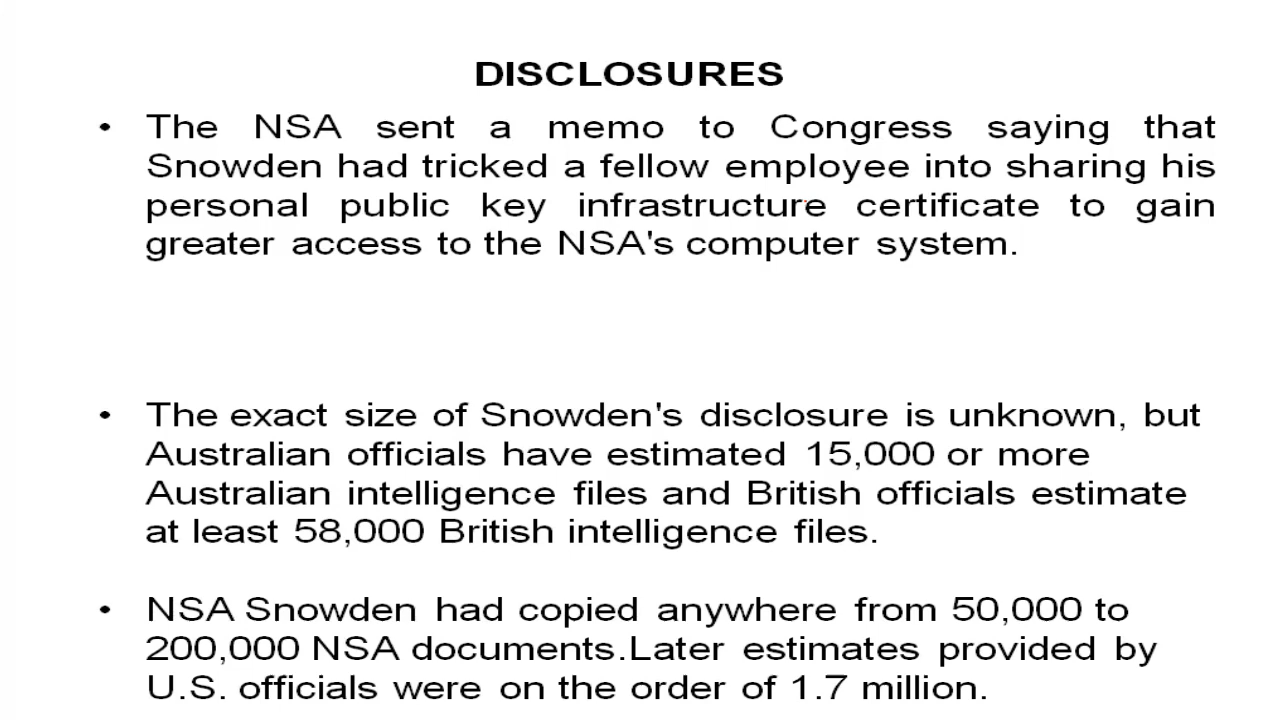 DISCLOSURES
• The NSA sent a memo to Congress saying that
Snowden had tricked a fellow employee into sharing his
personal public key infrastructure certificate to gain
greater access to the NSA's computer system.
• The exact size of Snowden's disclosure is unknown, but
Australian officials have estimated 15,000 or more
Australian intelligence files and British officials estimate
at least 58,000 British intelligence files.
• NSA Snowden had copied anywhere from 50,000 to
200,000 NSA documents.Later estimates provided by
U.S. officials were on the order of 1.7 million.